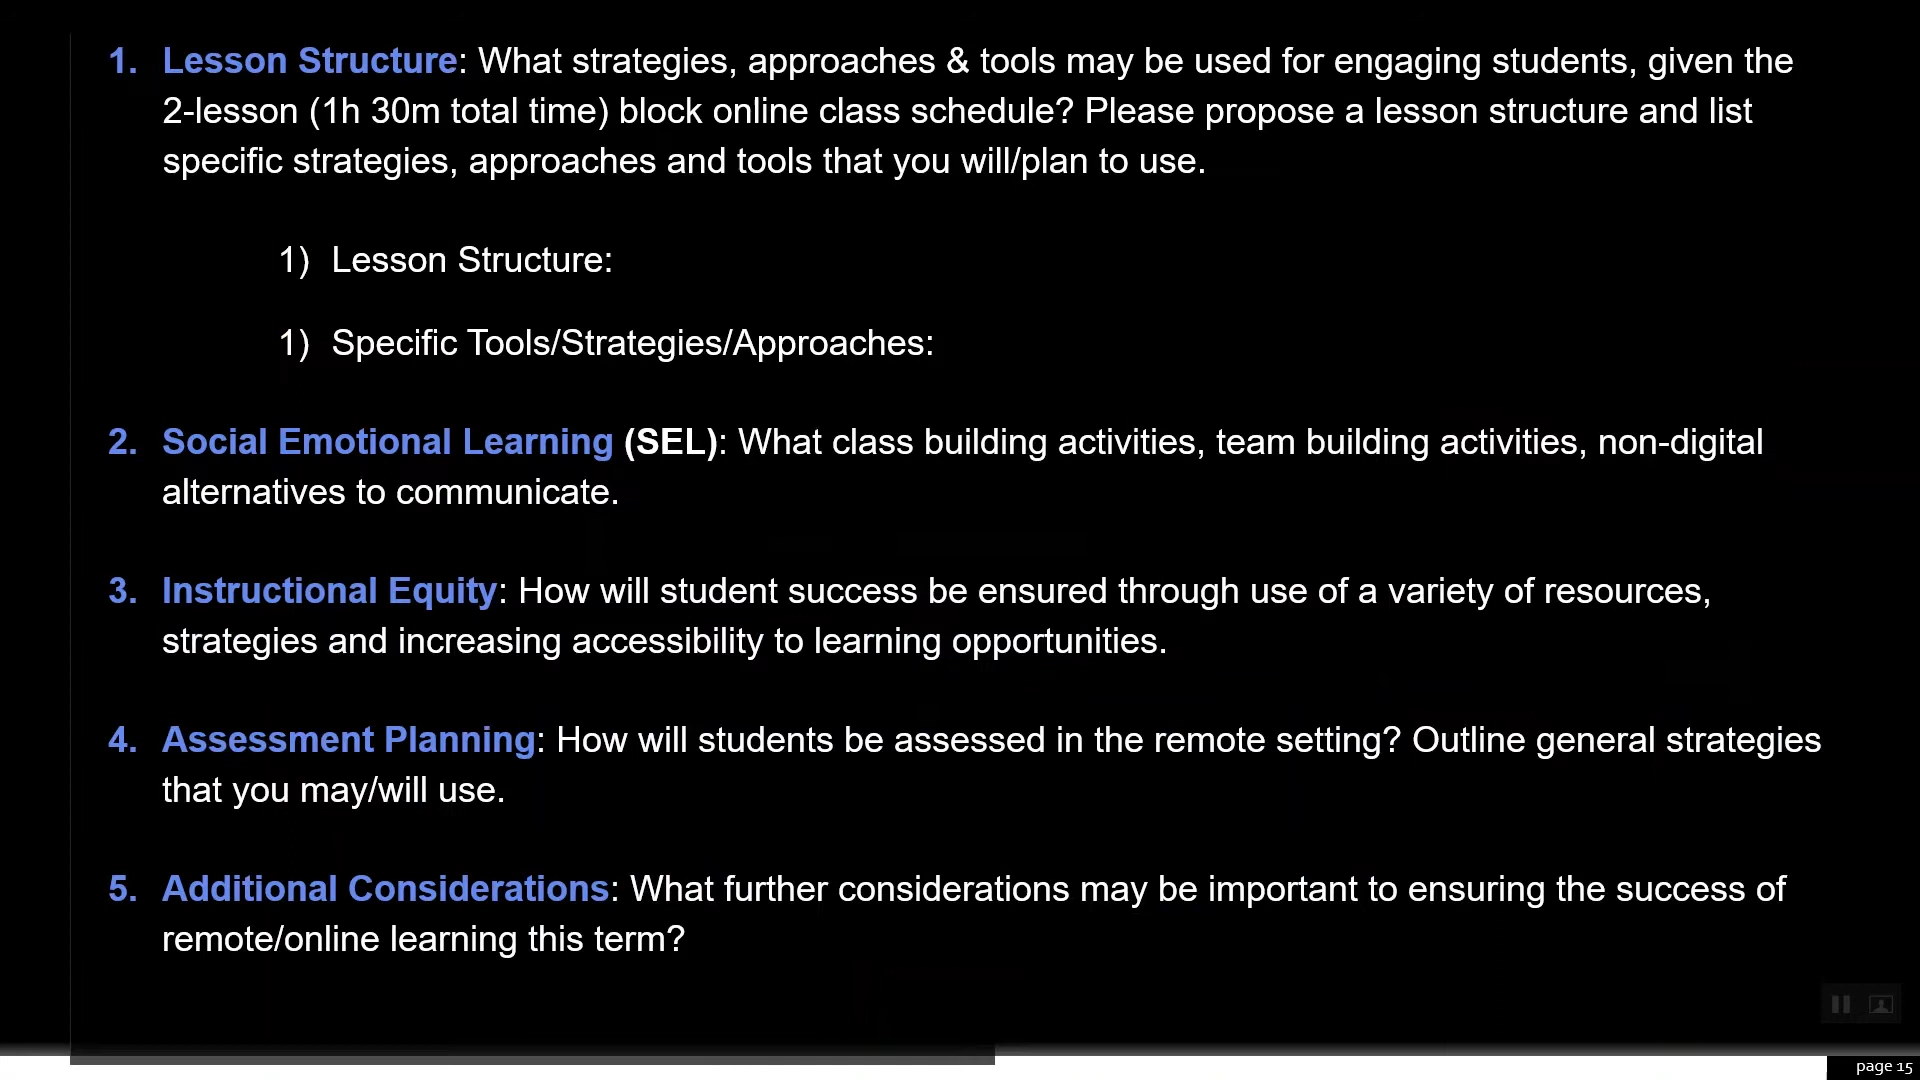 1. Lesson Structure: What strategies, approaches & tools may be used for engaging students, given the
2-lesson (1h 30m total time) block online class schedule? Please propose a lesson structure and list
specific strategies, approaches and tools that you will/plan to use.
1) Lesson Structure:
1) Specific Tools/Strategies/Approaches:
2. Social Emotional Learning (SEL): What class building activities, team building activities, non-digital
alternatives to communicate.
3. Instructional Equity: How will student success be ensured through use of a variety of resources,
strategies and increasing accessibility to learning opportunities.
4. Assessment Planning: How will students be assessed in the remote setting? Outline general strategies
that you may/will use.
5. Additional Considerations: What further considerations may be important to ensuring the success of
remote/online learning this term?
page 15